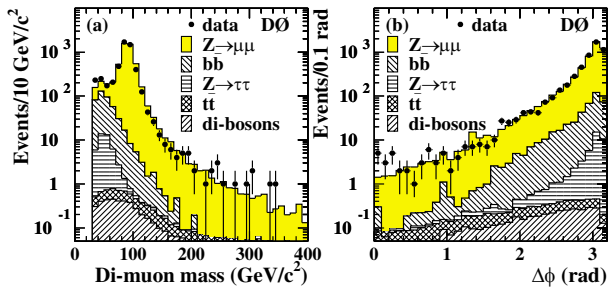 (a)
data
DØ
Z→μμ
bb
Z→ττ
tt
di-bosons
Events/10 GeV/c²
10³
10²
10
1
10⁻¹
0
100
200
300
400
Di-muon mass (GeV/c²)
(b)
data
DØ
Z→μμ
bb
Z→ττ
tt
di-bosons
Events/0.1 rad
10³
10²
10
1
10⁻¹
0
1
2
3
Δϕ (rad)